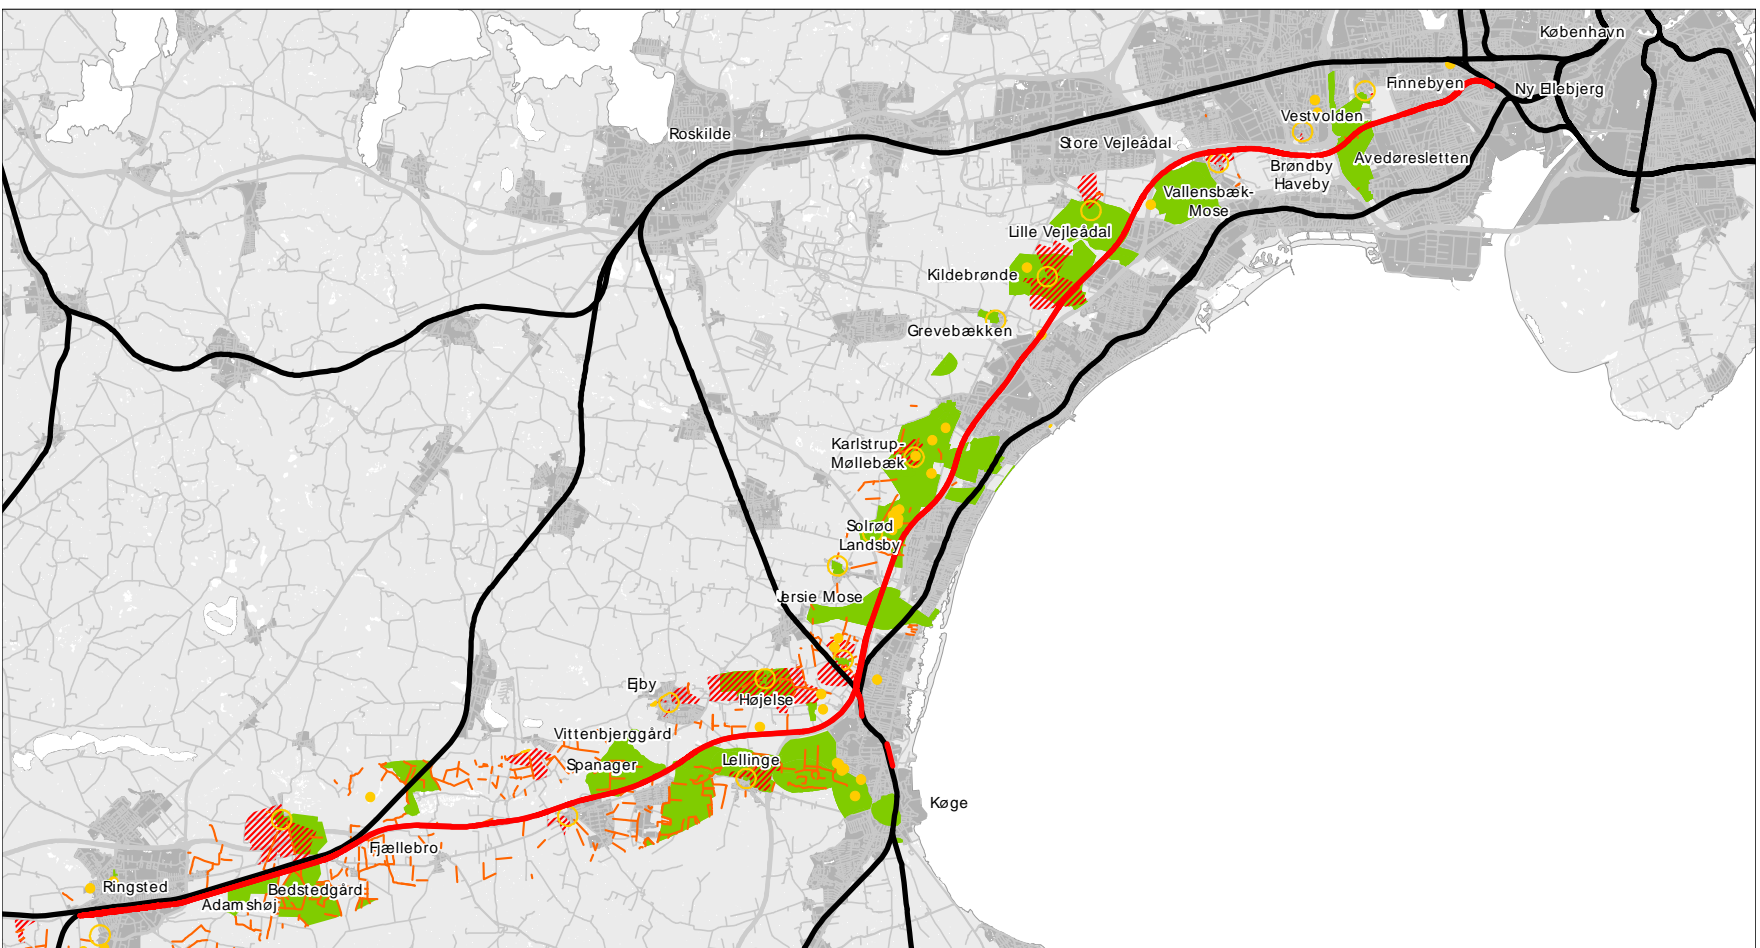 København
Finnebyen
Ny Ellebjerg
Vestvolden
Roskilde
Store Vejleådal
Avedøresletten
Brøndby
Haveby
Vallensbæk-
Mose
Lille Vejleådal
Kildebrønde
Grevebækken
Karlstrup-
Møllebæk
Solrød
Landsby
Jersie Mose
Ejby
Højelse
Vittenbjerggård
Spanager
Lellinge
Køge
Fjællebro
Ringsted
Bedstedgård
Adamshøj